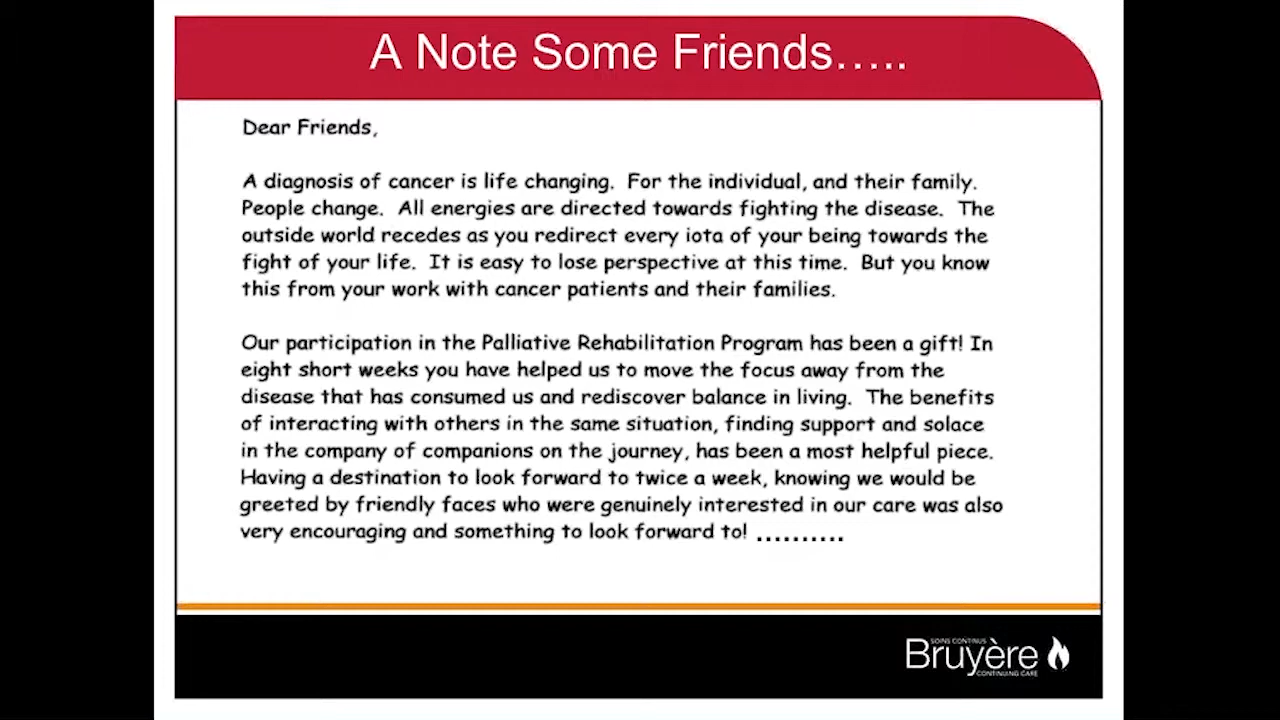 A Note Some Friends…..
Dear Friends,
A diagnosis of cancer is life changing.  For the individual, and their family.
People change.  All energies are directed towards fighting the disease.  The
outside world recedes as you redirect every iota of your being towards the
fight of your life.  It is easy to lose perspective at this time.  But you know
this from your work with cancer patients and their families.
Our participation in the Palliative Rehabilitation Program has been a gift! In
eight short weeks you have helped us to move the focus away from the
disease that has consumed us and rediscover balance in living.  The benefits
of interacting with others in the same situation, finding support and solace
in the company of companions on the journey, has been a most helpful piece.
Having a destination to look forward to twice a week, knowing we would be
greeted by friendly faces who were genuinely interested in our care was also
very encouraging and something to look forward to! ..........
SOINS CONTINUS
Bruyère
CONTINUING CARE